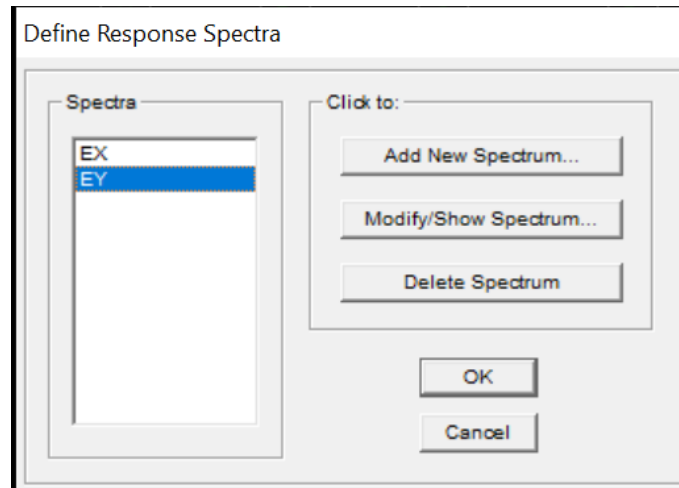 Define Response Spectra
Spectra
EX
EY
Click to:
Add New Spectrum...
Modify/Show Spectrum...
Delete Spectrum
OK
Cancel